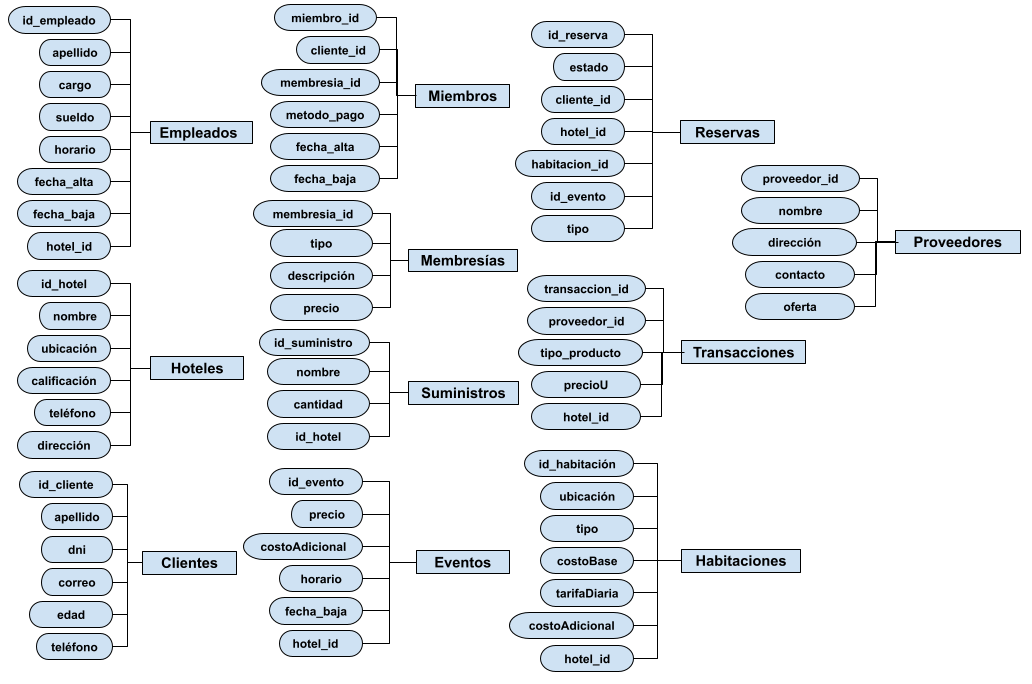 id_empleado
apellido
cargo
sueldo
horario
fecha_alta
fecha_baja
hotel_id
Empleados
id_hotel
nombre
ubicación
calificación
teléfono
dirección
Hoteles
id_cliente
apellido
dni
correo
edad
teléfono
Clientes
miembro_id
cliente_id
membresia_id
metodo_pago
fecha_alta
fecha_baja
Miembros
membresia_id
tipo
descripción
precio
Membresías
id_suministro
nombre
cantidad
id_hotel
Suministros
id_evento
precio
costoAdicional
horario
fecha_baja
hotel_id
Eventos
id_reserva
estado
cliente_id
hotel_id
habitacion_id
id_evento
tipo
Reservas
transaccion_id
proveedor_id
tipo_producto
precioU
hotel_id
Transacciones
id_habitación
ubicación
tipo
costoBase
tarifaDiaria
costoAdicional
hotel_id
Habitaciones
proveedor_id
nombre
dirección
contacto
oferta
Proveedores